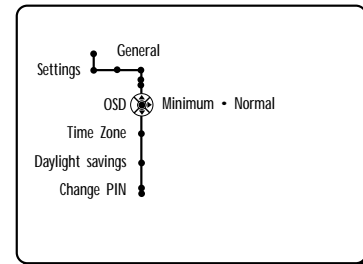 General
Settings
OSD Minimum • Normal
Time Zone
Daylight savings
Change PIN